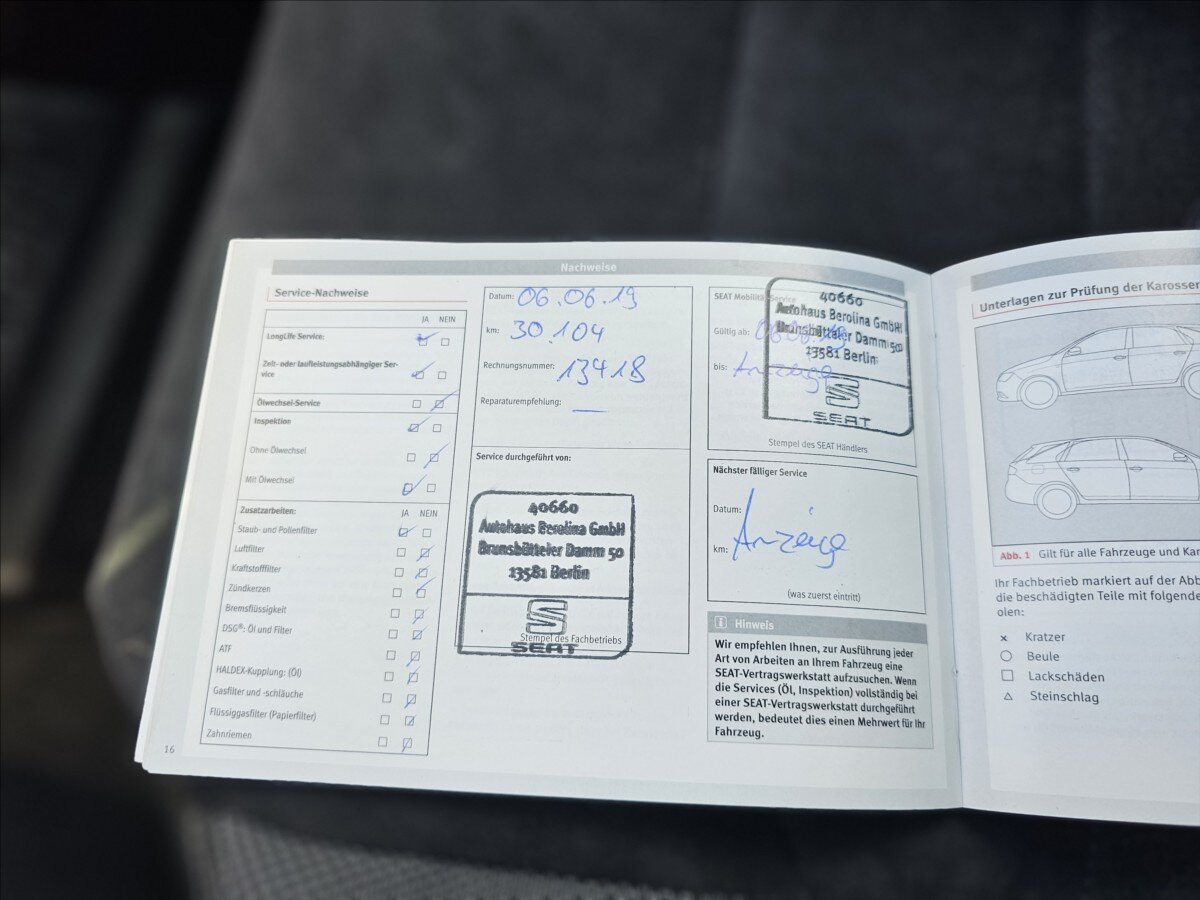 Nachweise
Service-Nachweise
JA NEIN
LongLife Service:
Zeit- oder laufleistungsabhängiger Ser-
vice
Ölwechsel-Service
Inspektion
Ohne Ölwechsel
Mit Ölwechsel
Zusatzarbeiten: JA NEIN
Staub- und Pollenfilter
Luftfilter
Kraftstofffilter
Zündkerzen
Bremsflüssigkeit
DSG®: Öl und Filter
ATF
HALDEX-Kupplung: (Öl)
Gasfilter und -schläuche
Flüssiggasfilter (Papierfilter)
Zahnriemen
16
Datum: 06.06.19
km: 30.104
Rechnungsnummer: 13418
Reparaturempfehlung: —
Service durchgeführt von:
40660
Autohaus Berolina GmbH
Brunsbütteler Damm 50
13581 Berlin
SEAT
Stempel des Fachbetriebs
SEAT Mobilität Service
Gültig ab: 06.06.19
bis: Anzeige
40660
Autohaus Berolina GmbH
Brunsbütteler Damm 50
13581 Berlin
SEAT
Stempel des SEAT Händlers
Nächster fälliger Service
Datum:
km: Anzeige
(was zuerst eintritt)
Hinweis
Wir empfehlen Ihnen, zur Ausführung jeder
Art von Arbeiten an Ihrem Fahrzeug eine
SEAT-Vertragswerkstatt aufzusuchen. Wenn
die Services (Öl, Inspektion) vollständig bei
einer SEAT-Vertragswerkstatt durchgeführt
werden, bedeutet dies einen Mehrwert für Ihr
Fahrzeug.
Unterlagen zur Prüfung der Karosser
Abb. 1 Gilt für alle Fahrzeuge und Kar
Ihr Fachbetrieb markiert auf der Abb
die beschädigten Teile mit folgende
olen:
Kratzer
Beule
Lackschäden
Steinschlag